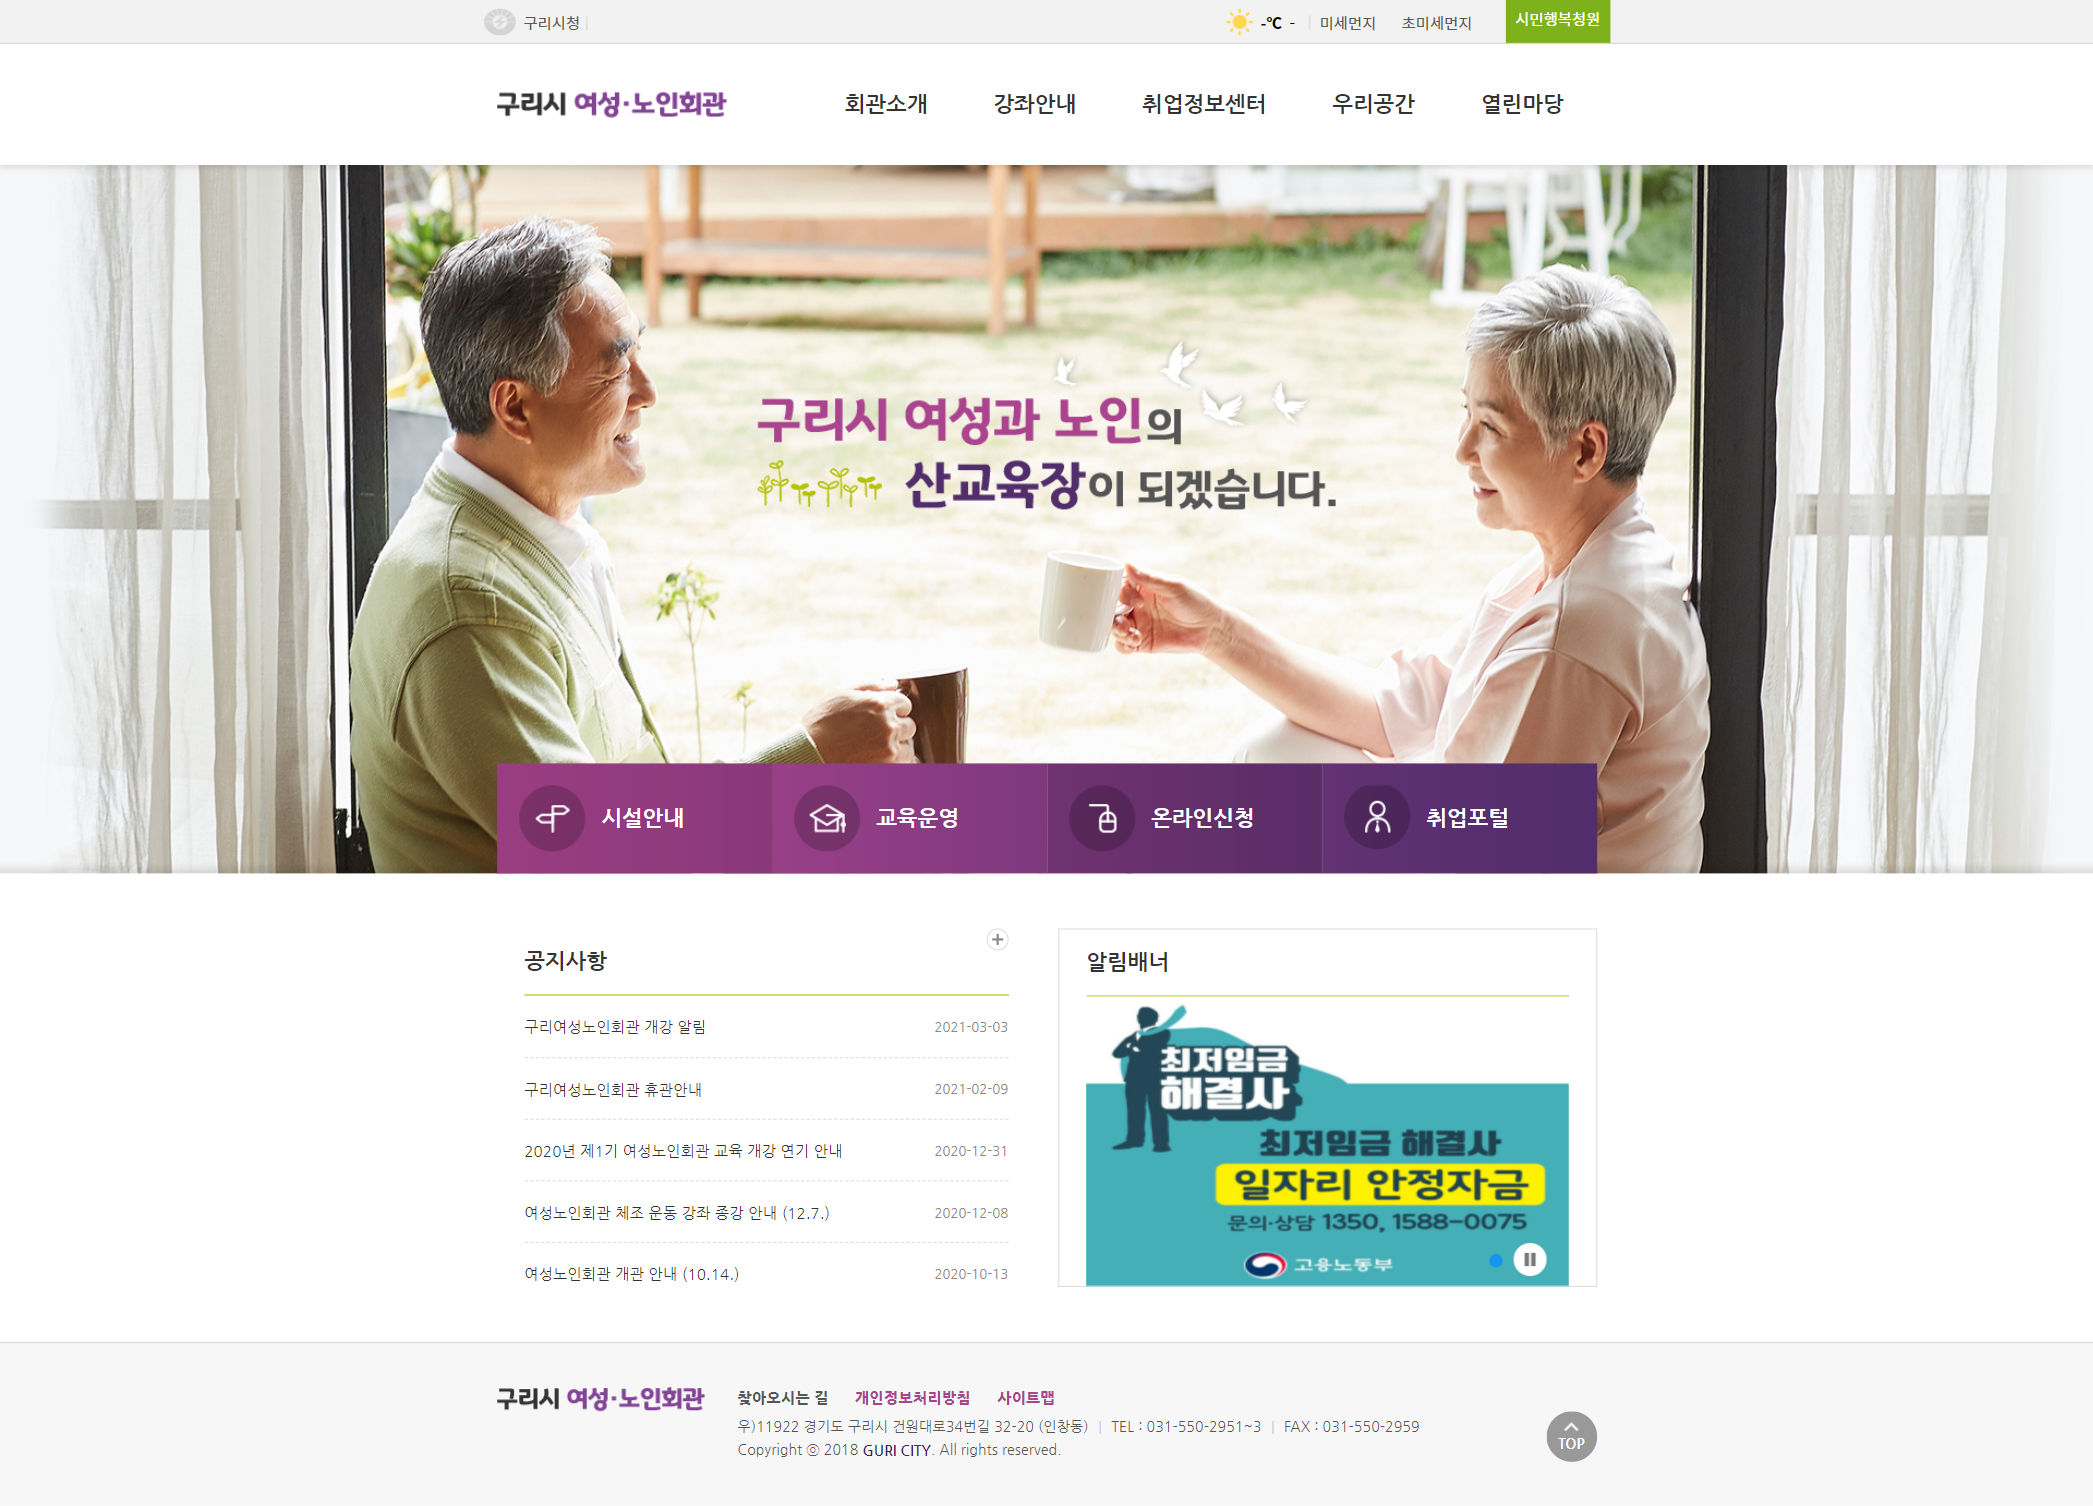 구리시청
-℃ -
미세먼지
초미세먼지
시민행복청원
구리시 여성·노인회관
회관소개
강좌안내
취업정보센터
우리공간
열린마당
구리시 여성과 노인의
산교육장이 되겠습니다.
시설안내
교육운영
온라인신청
취업포털
공지사항
구리여성노인회관 개강 알림 2021-03-03
구리여성노인회관 휴관안내 2021-02-09
2020년 제1기 여성노인회관 교육 개강 연기 안내 2020-12-31
여성노인회관 체조 운동 강좌 종강 안내 (12.7.) 2020-12-08
여성노인회관 개관 안내 (10.14.) 2020-10-13
알림배너
최저임금
해결사
최저임금 해결사
일자리 안정자금
문의·상담 1350, 1588-0075
고용노동부
구리시 여성·노인회관
찾아오시는 길 개인정보처리방침 사이트맵
우)11922 경기도 구리시 건원대로34번길 32-20 (인창동) | TEL : 031-550-2951~3 | FAX : 031-550-2959
Copyright ⓒ 2018 GURI CITY. All rights reserved.
TOP